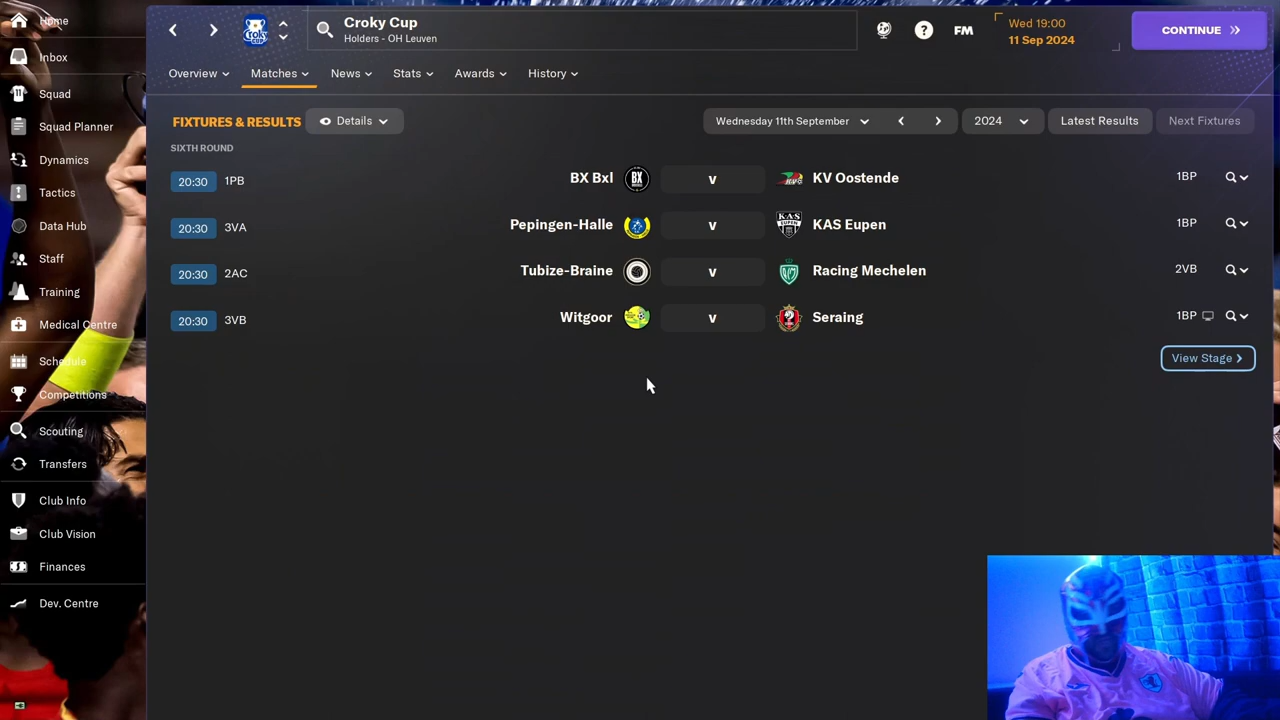 Home
Inbox
Squad
Squad Planner
Dynamics
Tactics
Data Hub
Staff
Training
Medical Centre
Schedule
Competitions
Scouting
Transfers
Club Info
Club Vision
Finances
Dev. Centre
Croky Cup
Holders - OH Leuven
?
FM
Wed 19:00
11 Sep 2024
CONTINUE
Overview
Matches
News
Stats
Awards
History
FIXTURES & RESULTS
Details
Wednesday 11th September
2024
Latest Results
Next Fixtures
SIXTH ROUND
20:30 1PB BX Bxl v KV Oostende 1BP
20:30 3VA Pepingen-Halle v KAS Eupen 1BP
20:30 2AC Tubize-Braine v Racing Mechelen 2VB
20:30 3VB Witgoor v Seraing 1BP
View Stage